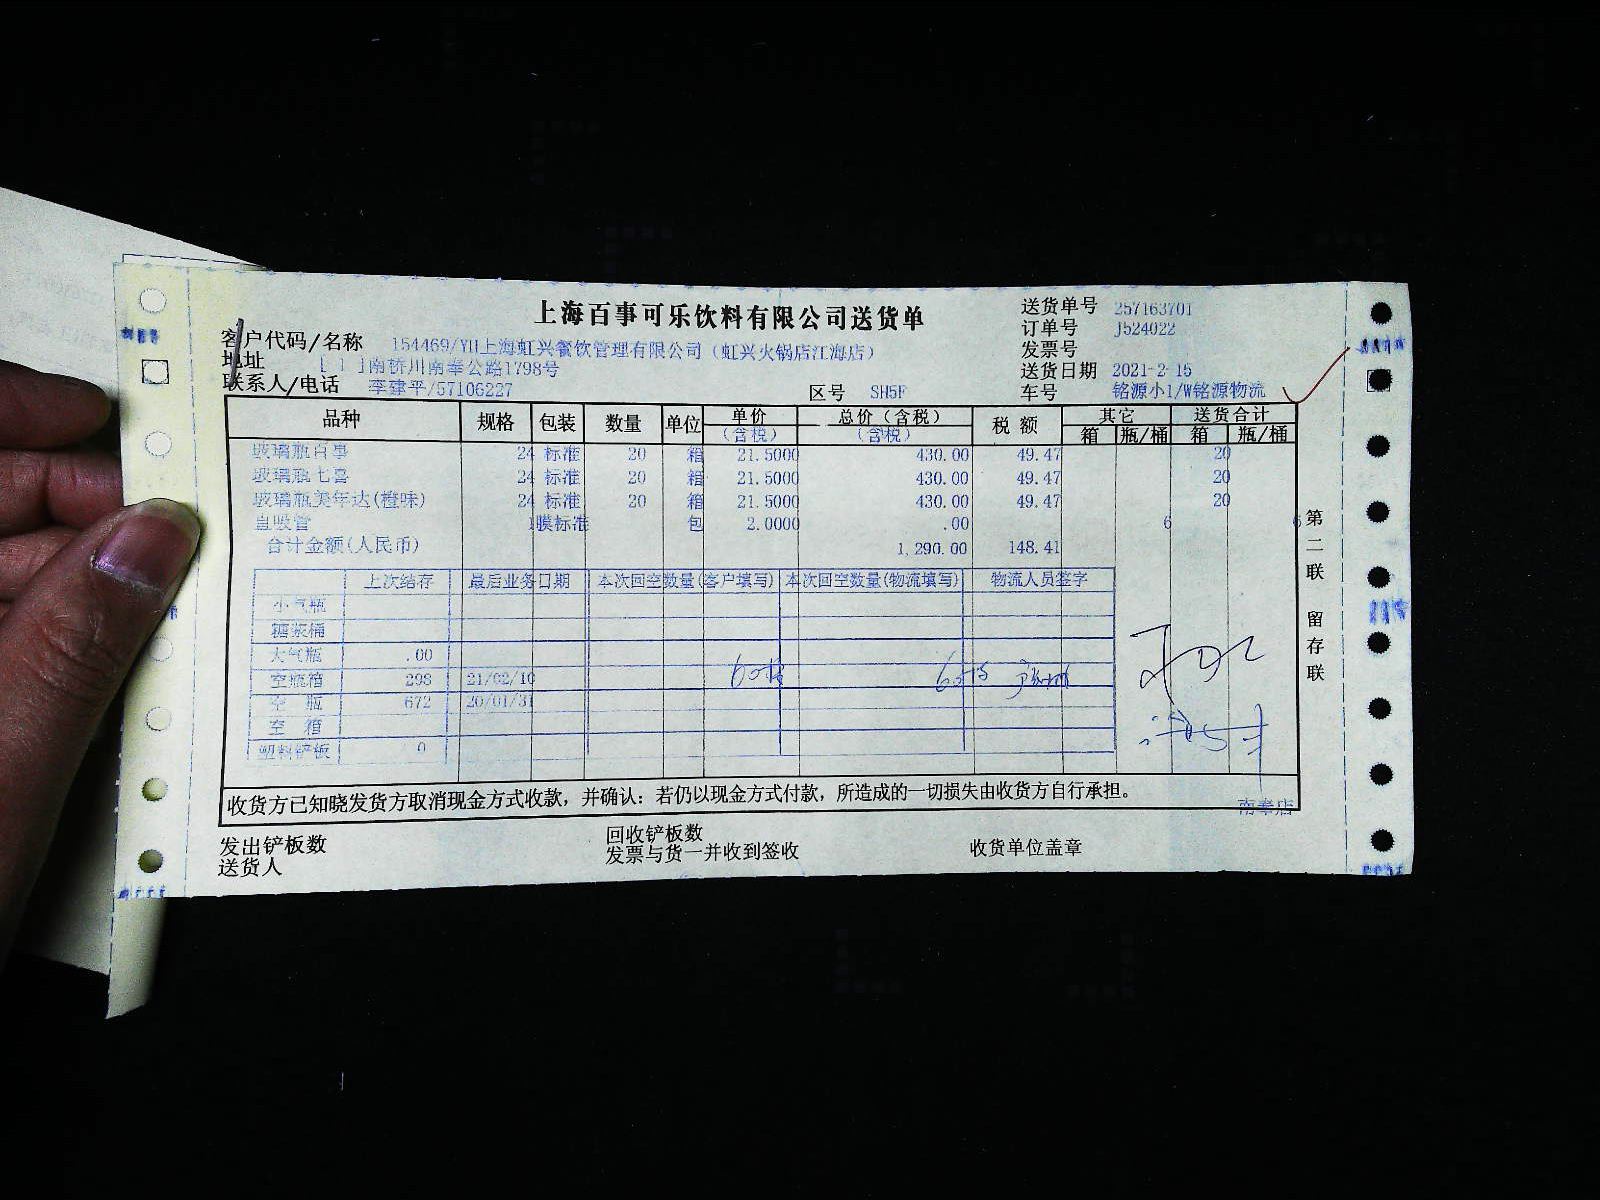 上海百事可乐饮料有限公司送货单
送货单号 257163701
订单号 J524022
发票号
送货日期 2021-2-15
车号 铭源小1/W铭源物流
客户代码/名称 154469/YH上海虹兴餐饮管理有限公司(虹兴火锅店江海店)
地址 [ 1 ]南桥川南奉公路1798号
联系人/电话 李建平/57106227
区号 SH5F
品种 规格 包装 数量 单位 单价(含税) 总价(含税)(含税) 税额 其它 箱 瓶/桶 送货合计 箱 瓶/桶
玻璃瓶百事 24 标准 20 箱 21.5000 430.00 49.47 20
玻璃瓶七喜 24 标准 20 箱 21.5000 430.00 49.47 20
玻璃瓶美年达(橙味) 24 标准 20 箱 21.5000 430.00 49.47 20
百吸管 1膜标准 包 2.0000 .00 6 6
合计金额(人民币) 1,290.00 148.41
上次结存 最后业务日期 本次回空数量(客户填写) 本次回空数量(物流填写) 物流人员签字
小气瓶
糖浆桶
大气瓶 .00
空瓶箱 298 21/02/10 60 60
空 瓶 672 20/01/31
空 箱
塑料铲板 0
第二联 留存联
收货方已知晓发货方取消现金方式收款,并确认:若仍以现金方式付款,所造成的一切损失由收货方自行承担。
南奉店
发出铲板数
回收铲板数
送货人
发票与货一并收到签收
收货单位盖章